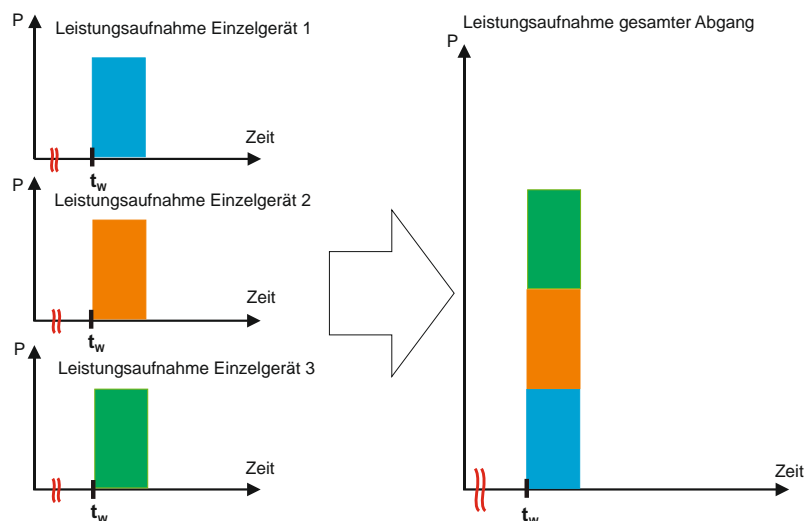 P
Leistungsaufnahme Einzelgerät 1
Zeit
tw
P
Leistungsaufnahme Einzelgerät 2
Zeit
tw
P
Leistungsaufnahme Einzelgerät 3
Zeit
tw
Leistungsaufnahme gesamter Abgang
P
Zeit
tw